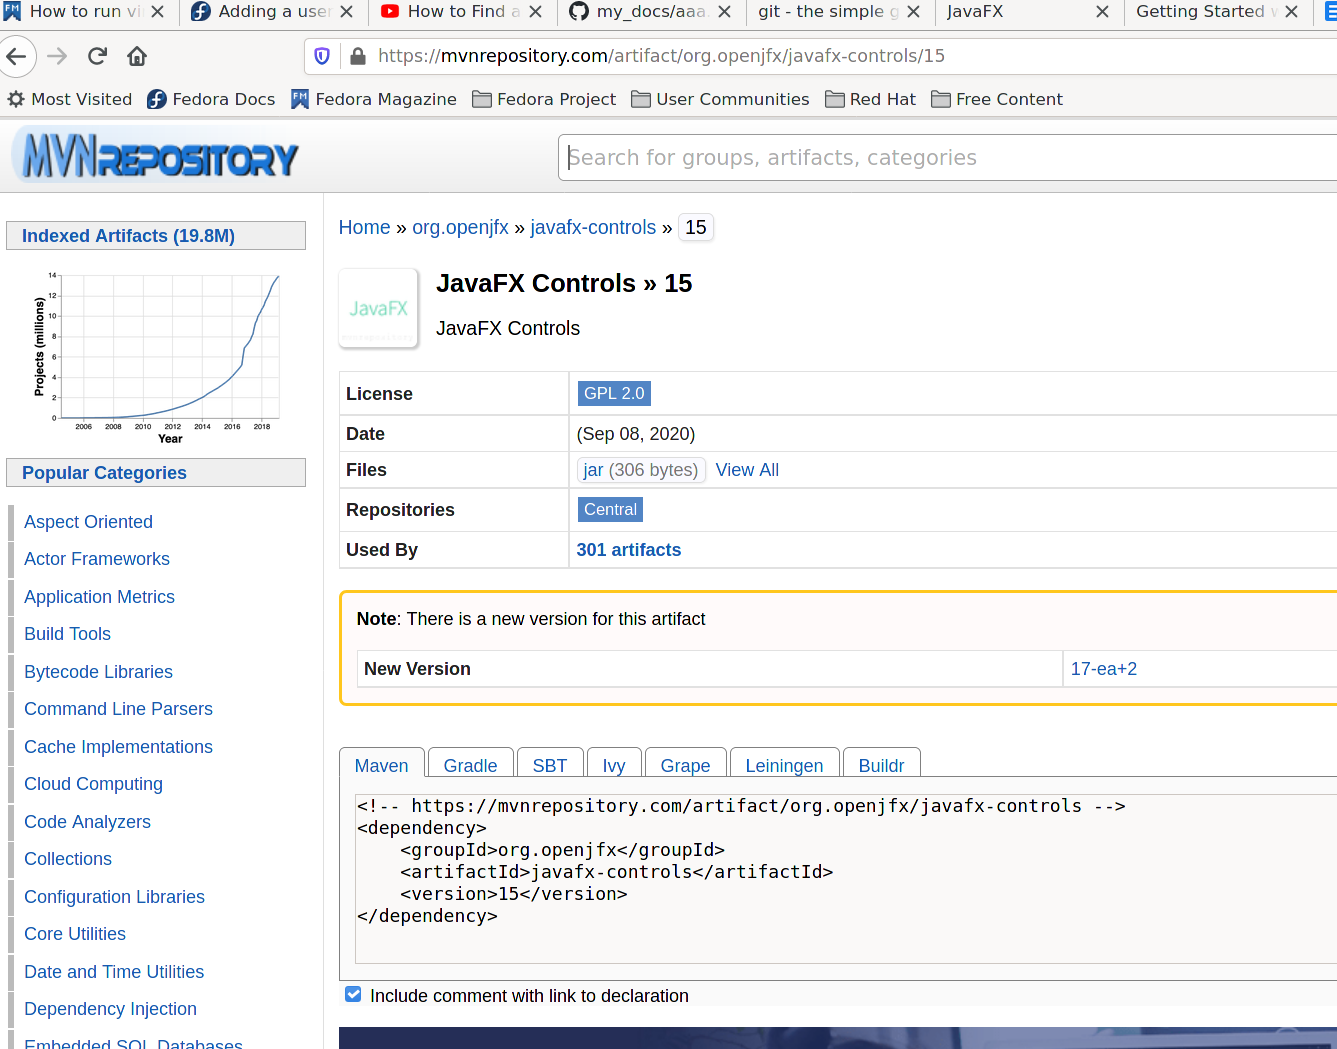 How to run vi
Adding a user
How to Find a
my_docs/aaa.
git - the simple g
JavaFX
Getting Started w
https://mvnrepository.com/artifact/org.openjfx/javafx-controls/15
Most Visited
Fedora Docs
Fedora Magazine
Fedora Project
User Communities
Red Hat
Free Content
MVNREPOSITORY
Search for groups, artifacts, categories
Indexed Artifacts (19.8M)
Projects (millions)
14
12
10
8
6
4
2
0
2006 2008 2010 2012 2014 2016 2018
Year
Popular Categories
Aspect Oriented
Actor Frameworks
Application Metrics
Build Tools
Bytecode Libraries
Command Line Parsers
Cache Implementations
Cloud Computing
Code Analyzers
Collections
Configuration Libraries
Core Utilities
Date and Time Utilities
Dependency Injection
Embedded SQL Databases
Home » org.openjfx » javafx-controls » 15
JavaFX
JavaFX Controls » 15
JavaFX Controls
License GPL 2.0
Date (Sep 08, 2020)
Files jar (306 bytes) View All
Repositories Central
Used By 301 artifacts
Note: There is a new version for this artifact
New Version 17-ea+2
Maven Gradle SBT Ivy Grape Leiningen Buildr
<!-- https://mvnrepository.com/artifact/org.openjfx/javafx-controls -->
<dependency>
    <groupId>org.openjfx</groupId>
    <artifactId>javafx-controls</artifactId>
    <version>15</version>
</dependency>
Include comment with link to declaration